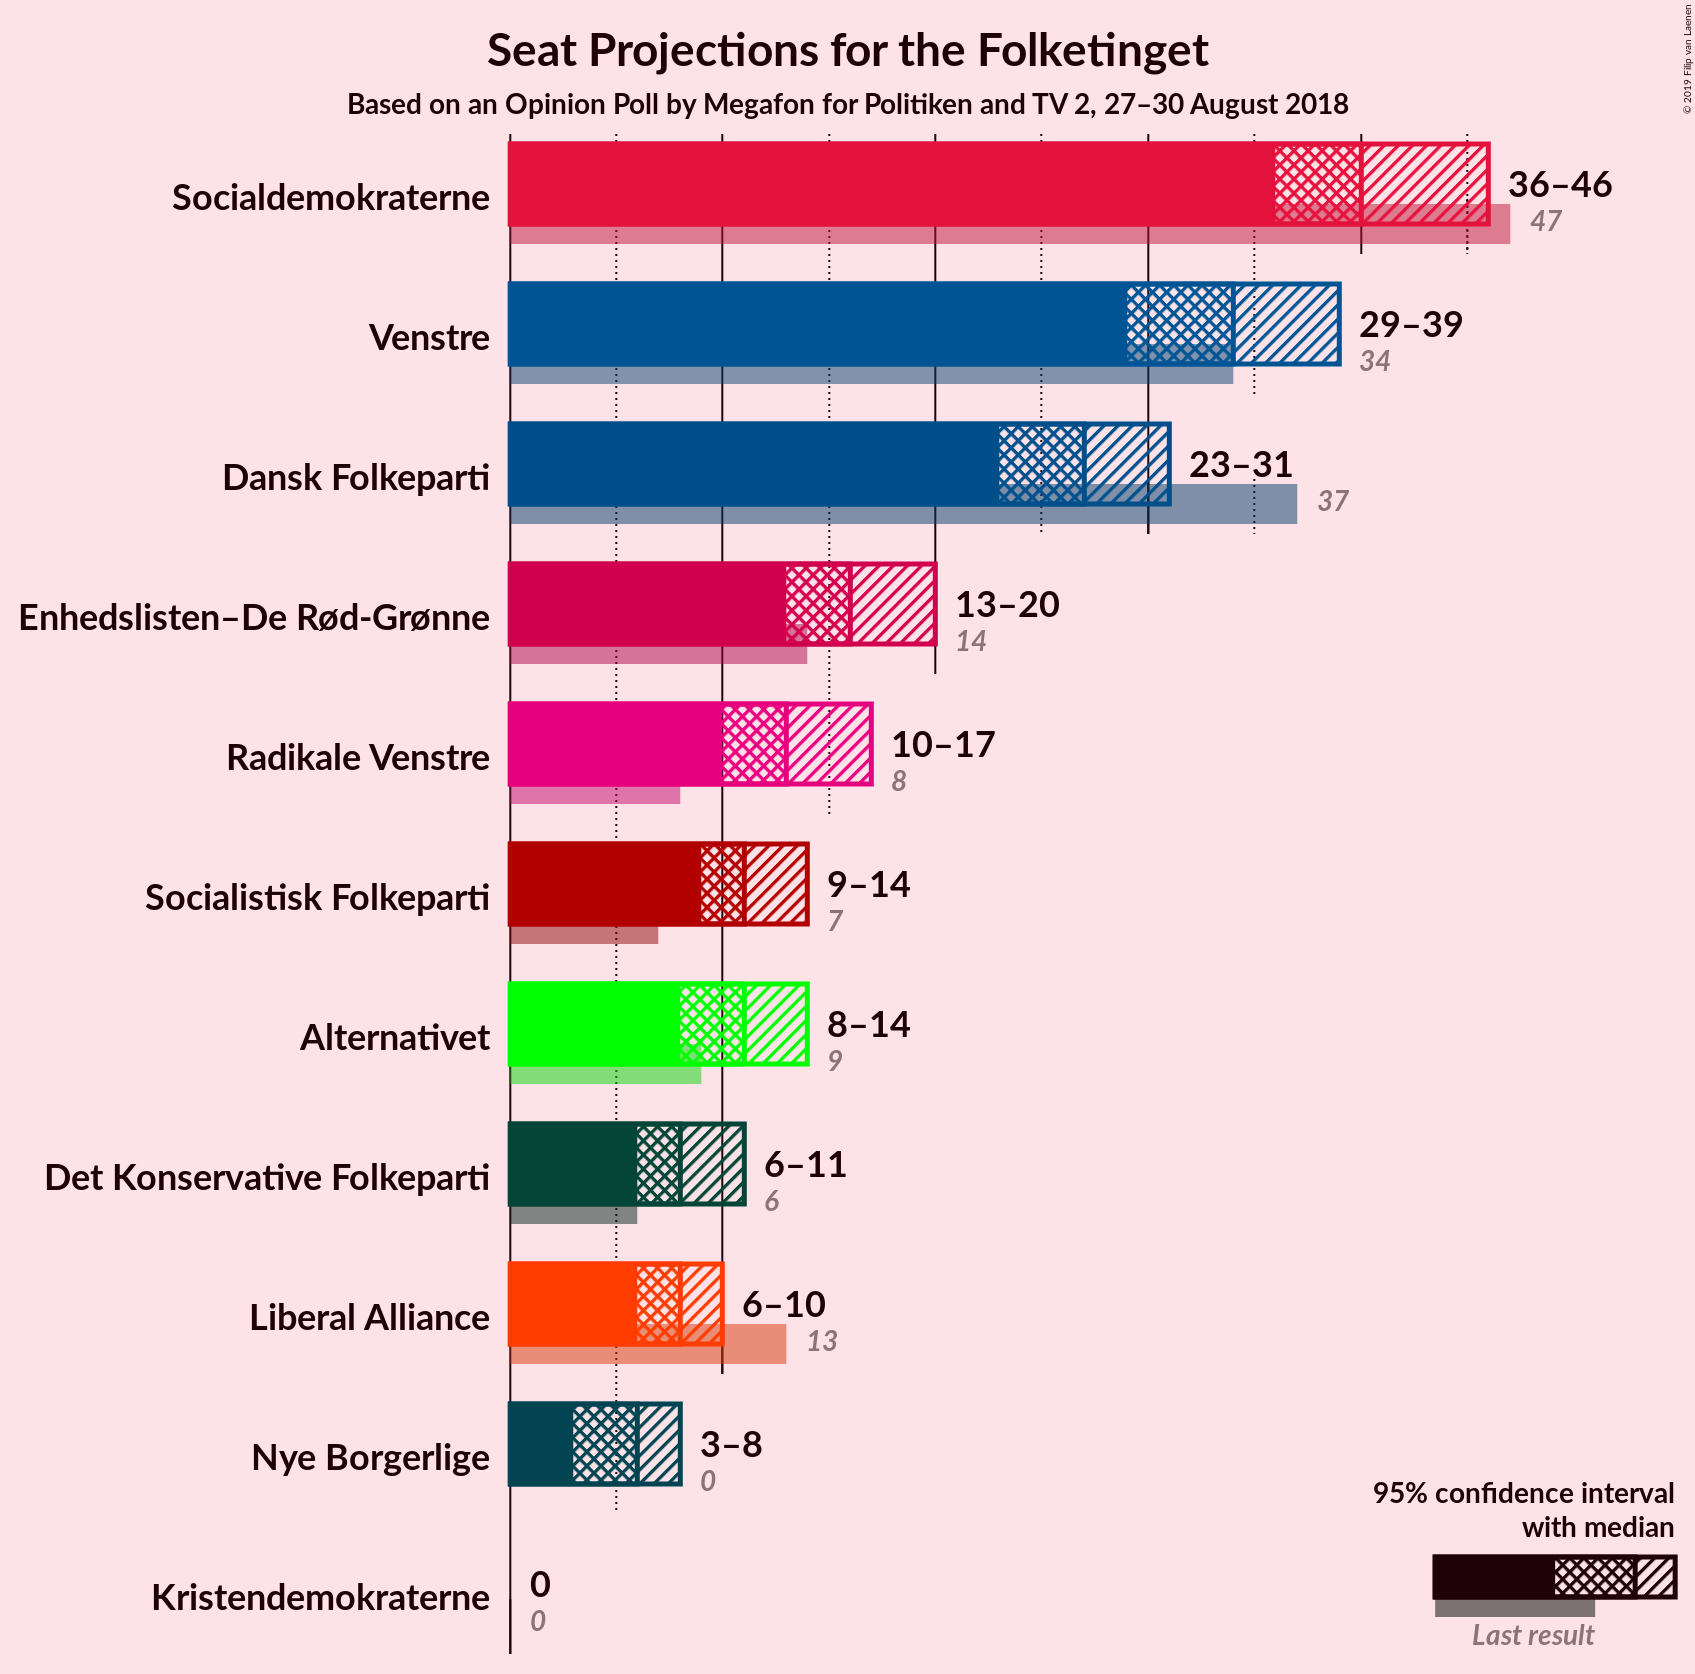 Seat Projections for the Folketinget
Based on an Opinion Poll by Megafon for Politiken and TV 2, 27–30 August 2018
© 2019 Filip van Laenen
Socialdemokraterne
36–46
47
Venstre
29–39
34
Dansk Folkeparti
23–31
37
Enhedslisten–De Rød-Grønne
13–20
14
Radikale Venstre
10–17
8
Socialistisk Folkeparti
9–14
7
Alternativet
8–14
9
Det Konservative Folkeparti
6–11
6
Liberal Alliance
6–10
13
Nye Borgerlige
3–8
0
Kristendemokraterne
0
0
95% confidence interval
with median
Last result